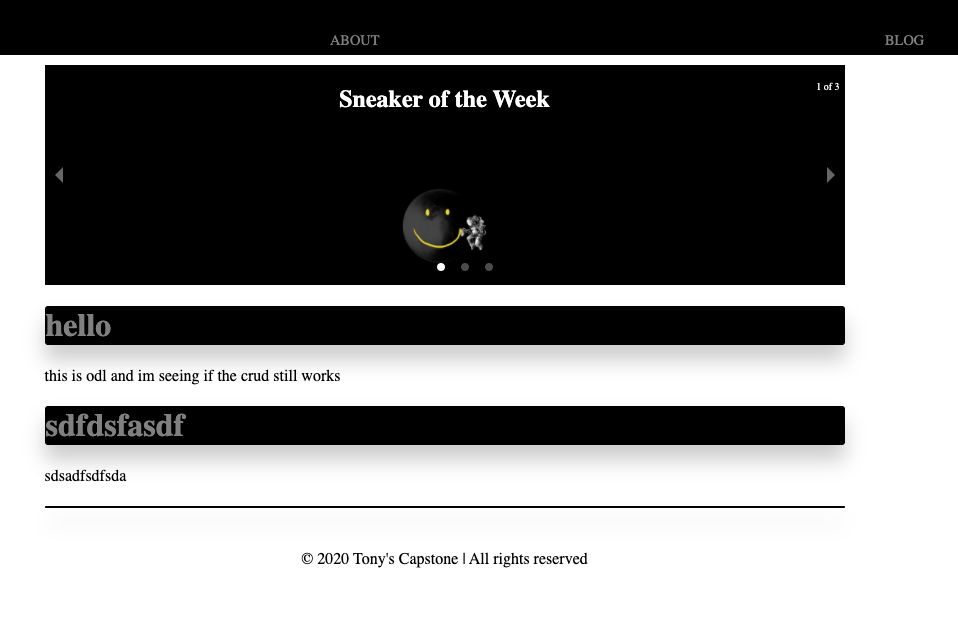 ABOUT BLOG
Sneaker of the Week
1 of 3
hello
this is odl and im seeing if the crud still works
sdfdsfasdf
sdsadfsdfsda
© 2020 Tony's Capstone | All rights reserved